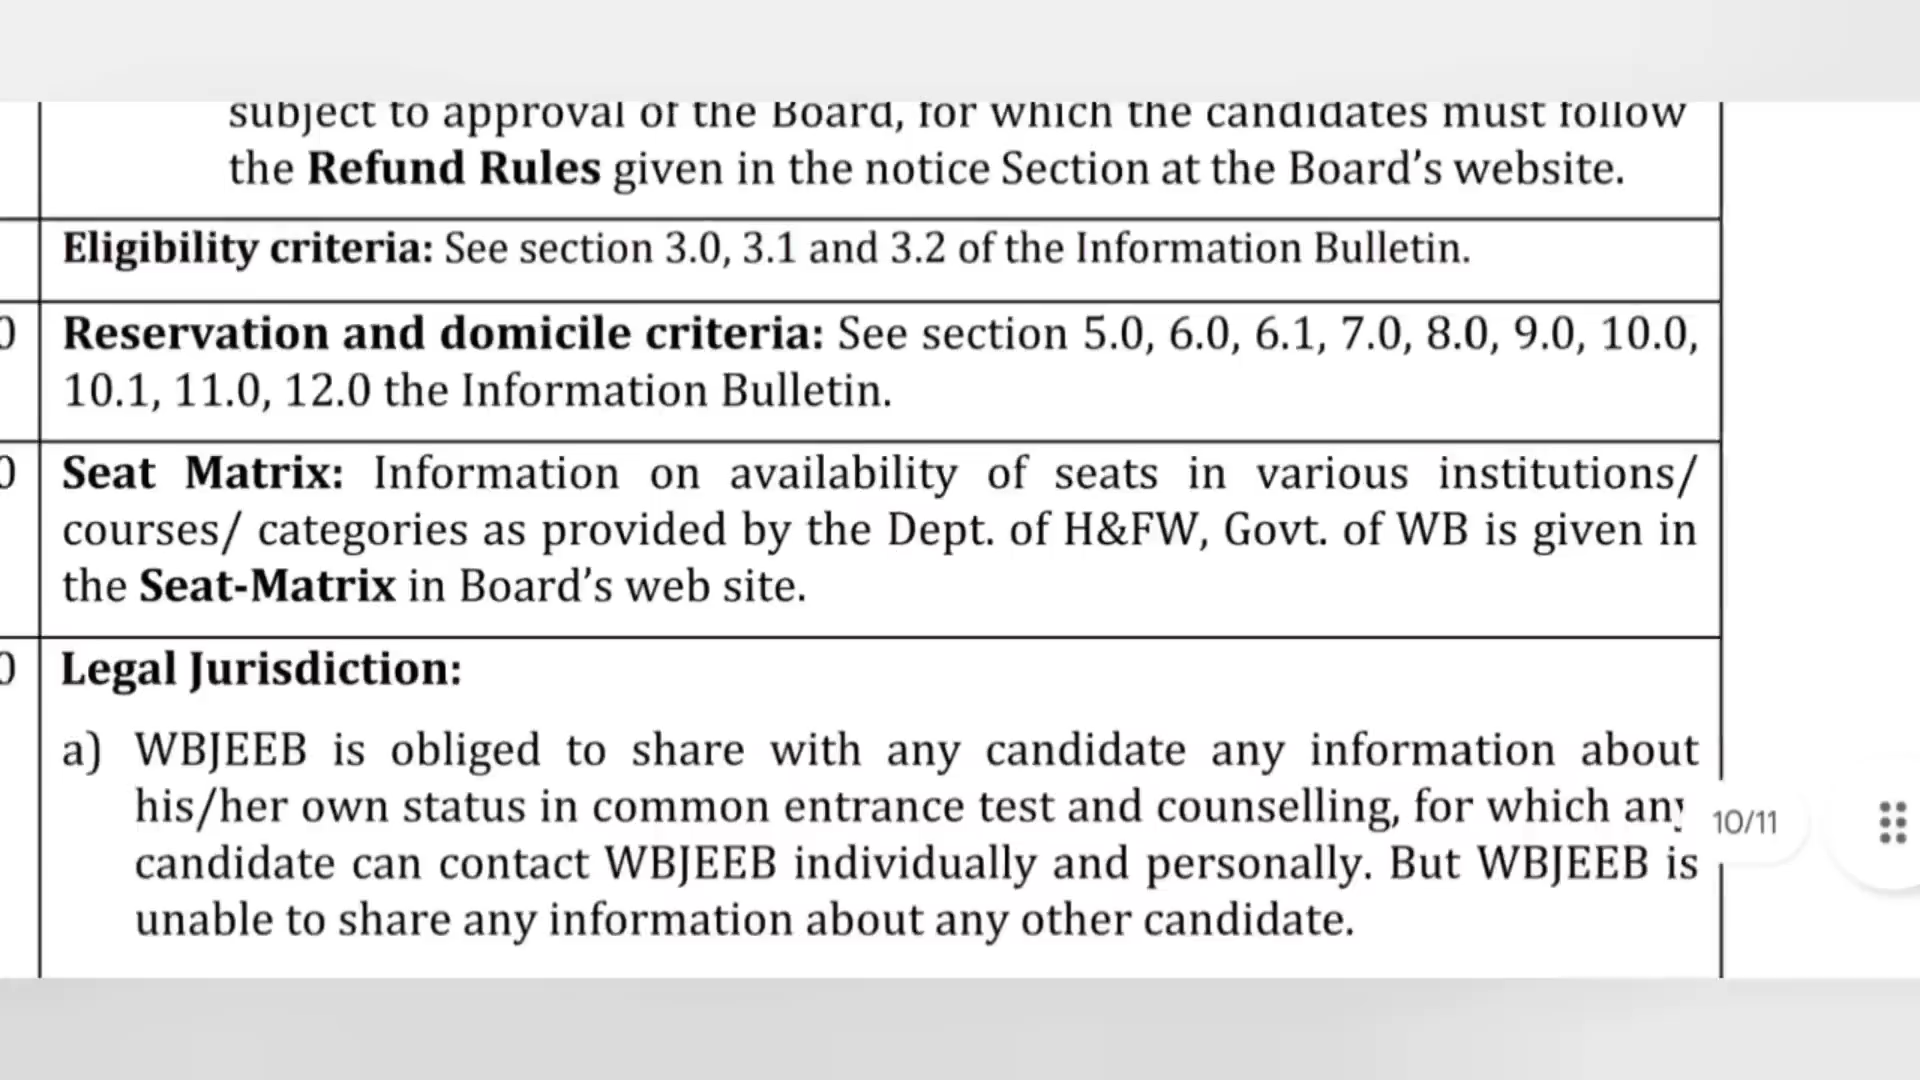 subject to approval of the Board, for which the candidates must follow
the Refund Rules given in the notice Section at the Board’s website.
Eligibility criteria: See section 3.0, 3.1 and 3.2 of the Information Bulletin.
0
Reservation and domicile criteria: See section 5.0, 6.0, 6.1, 7.0, 8.0, 9.0, 10.0,
10.1, 11.0, 12.0 the Information Bulletin.
0
Seat Matrix: Information on availability of seats in various institutions/
courses/ categories as provided by the Dept. of H&FW, Govt. of WB is given in
the Seat-Matrix in Board’s web site.
0
Legal Jurisdiction:
a) WBJEEB is obliged to share with any candidate any information about
his/her own status in common entrance test and counselling, for which any
candidate can contact WBJEEB individually and personally. But WBJEEB is
unable to share any information about any other candidate.
10/11